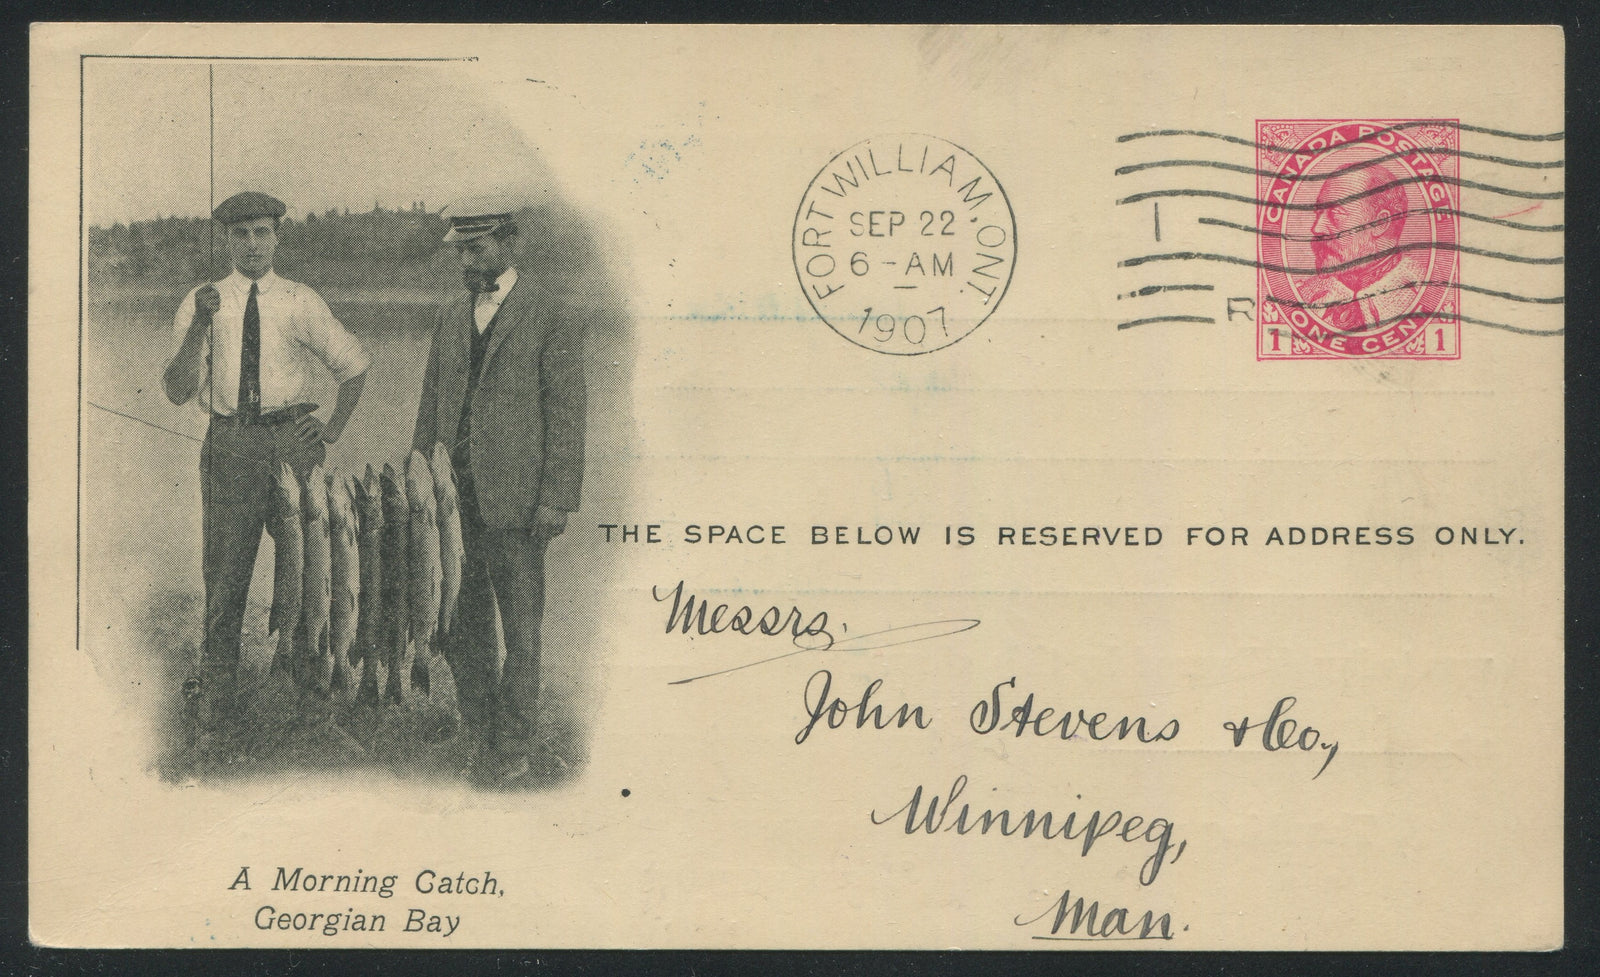 FORT WILLIAM, ONT.
SEP 22
6 - AM
1907
I
R
CANADA POSTAGE
ONE CENT
1 1
THE SPACE BELOW IS RESERVED FOR ADDRESS ONLY.
Messrs.
John Stevens & Co.,
Winnipeg,
Man.
A Morning Catch,
Georgian Bay